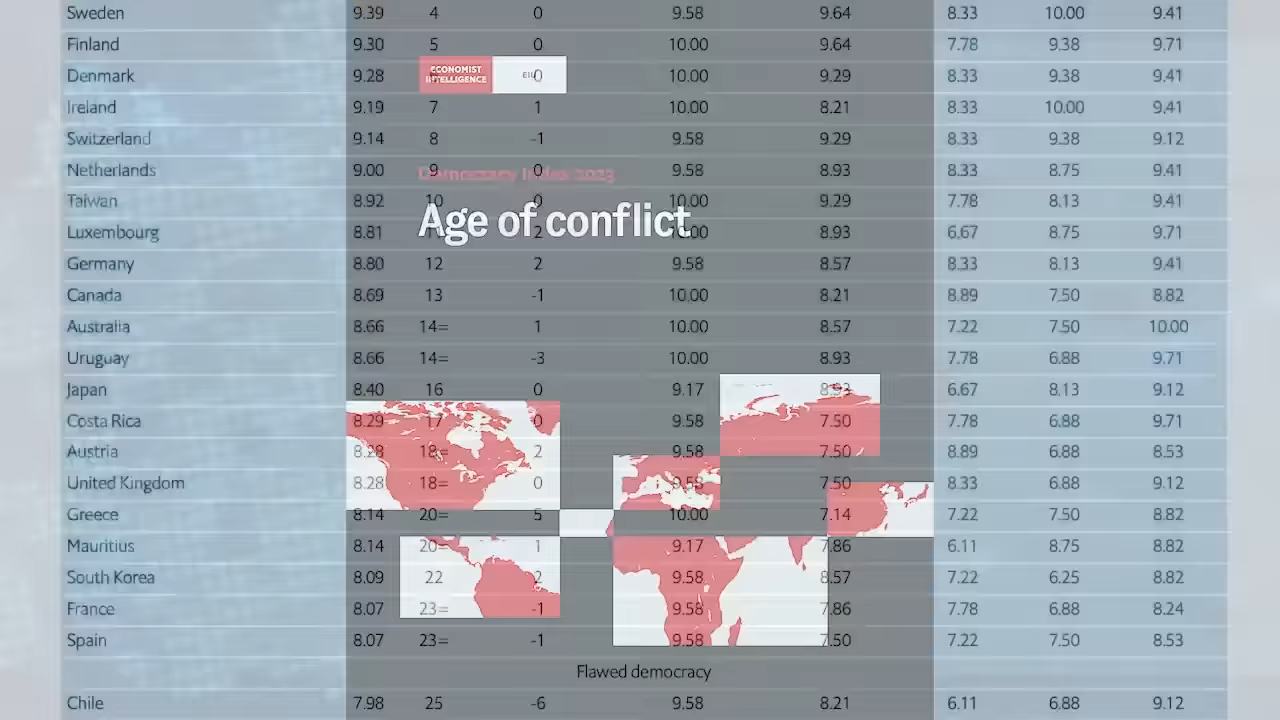 Sweden 9.39 4 0 9.58 9.64 8.33 10.00 9.41
Finland 9.30 5 0 10.00 9.64 7.78 9.38 9.71
ECONOMIST
INTELLIGENCE EIU
Denmark 9.28 0 10.00 9.29 8.33 9.38 9.41
Ireland 9.19 7 1 10.00 8.21 8.33 10.00 9.41
Switzerland 9.14 8 -1 9.58 9.29 8.33 9.38 9.12
Netherlands 9.00 9 0 9.58 8.93 8.33 8.75 9.41
Democracy Index 2023
Taiwan 8.92 10 0 10.00 9.29 7.78 8.13 9.41
Age of conflict
Luxembourg 8.81 2 8.93 6.67 8.75 9.71
Germany 8.80 12 2 9.58 8.57 8.33 8.13 9.41
Canada 8.69 13 -1 10.00 8.21 8.89 7.50 8.82
Australia 8.66 14= 1 10.00 8.57 7.22 7.50 10.00
Uruguay 8.66 14= -3 10.00 8.93 7.78 6.88 9.71
Japan 8.40 16 0 9.17 8.93 6.67 8.13 9.12
Costa Rica 8.29 17 0 9.58 7.50 7.78 6.88 9.71
Austria 8.28 18= 2 9.58 7.50 8.89 6.88 8.53
United Kingdom 8.28 18= 0 9.58 7.50 8.33 6.88 9.12
Greece 8.14 20= 5 10.00 7.14 7.22 7.50 8.82
Mauritius 8.14 20= 1 9.17 7.86 6.11 8.75 8.82
South Korea 8.09 22 2 9.58 8.57 7.22 6.25 8.82
France 8.07 23= -1 9.58 7.86 7.78 6.88 8.24
Spain 8.07 23= -1 9.58 7.50 7.22 7.50 8.53
Flawed democracy
Chile 7.98 25 -6 9.58 8.21 6.11 6.88 9.12